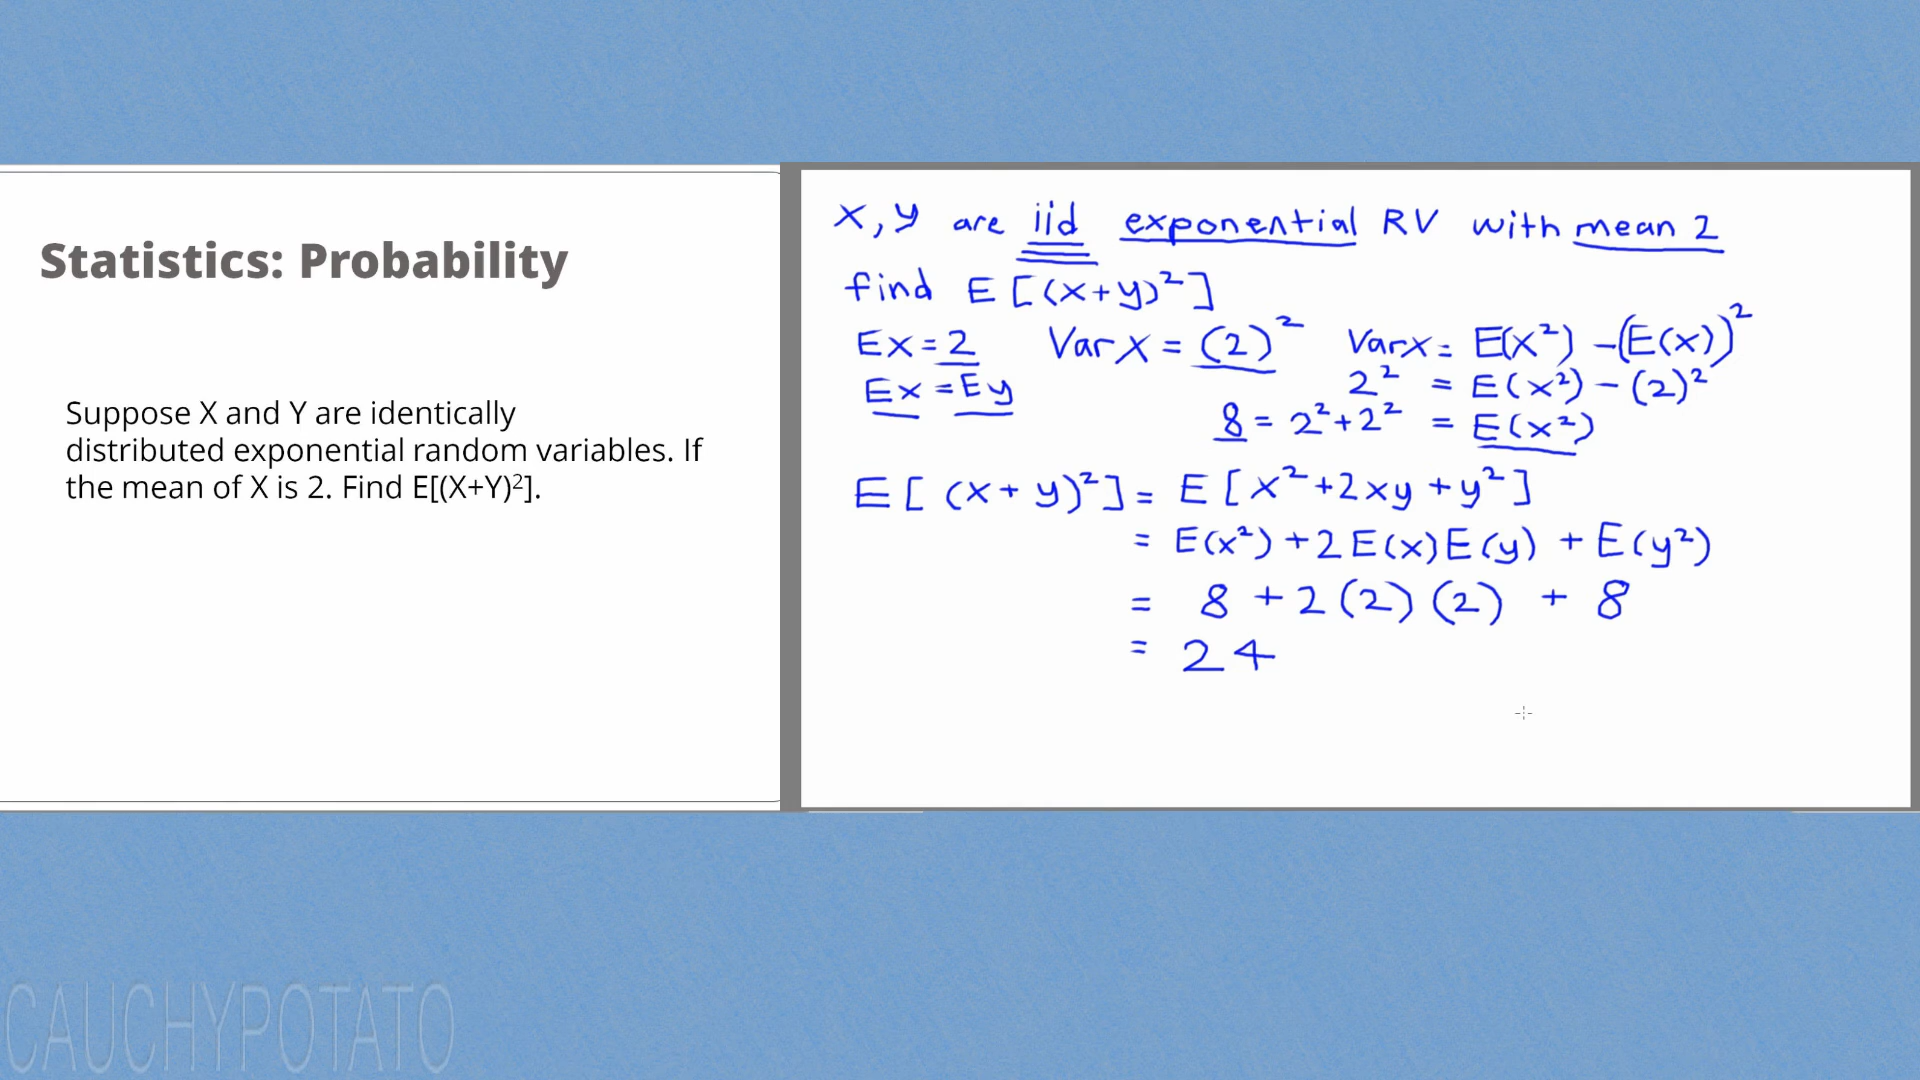 Statistics: Probability
Suppose X and Y are identically
distributed exponential random variables. If
the mean of X is 2. Find E[(X+Y)²].
X, Y are iid exponential RV with mean 2
find E[(X+Y)²]
EX = 2 Var X = (2)² Var X = E(X²) - (E(X))²
EX = EY 2² = E(X²) - (2)²
8 = 2² + 2² = E(X²)
E[(X+Y)²] = E[X² + 2XY + Y²]
= E(X²) + 2E(X)E(Y) + E(Y²)
= 8 + 2(2)(2) + 8
= 24
CAUCHYPOTATO